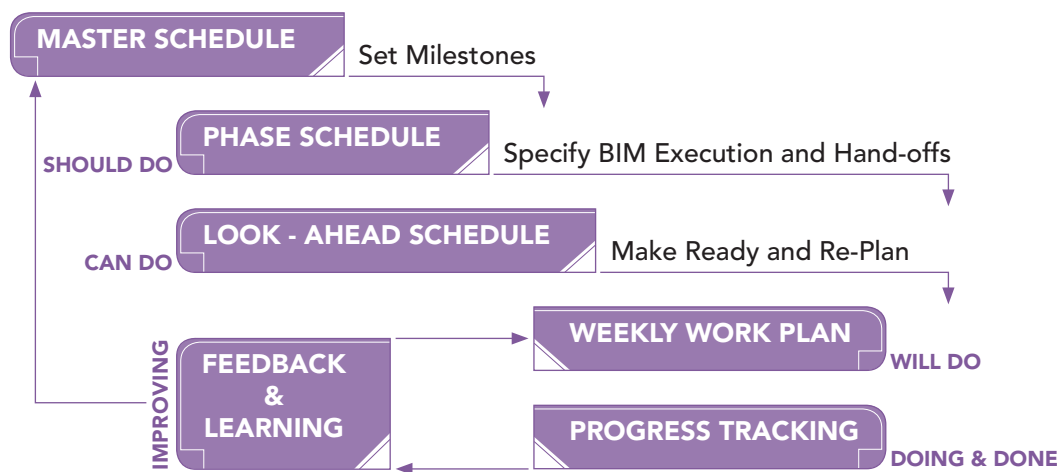 MASTER SCHEDULE
Set Milestones
PHASE SCHEDULE
SHOULD DO
Specify BIM Execution and Hand-offs
LOOK - AHEAD SCHEDULE
CAN DO
Make Ready and Re-Plan
WEEKLY WORK PLAN
WILL DO
IMPROVING
FEEDBACK
&
LEARNING
PROGRESS TRACKING
DOING & DONE